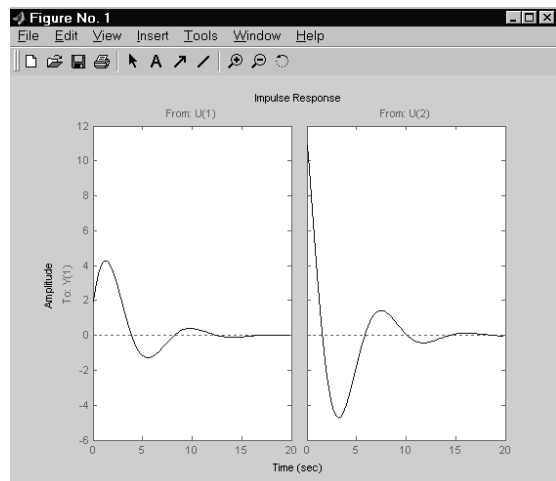 Figure No. 1
File Edit View Insert Tools Window Help
A
Impulse Response
From: U(1)
From: U(2)
Amplitude
To: Y(1)
12
10
8
6
4
2
0
-2
-4
-6
0 5 10 15 20
0 5 10 15 20
Time (sec)